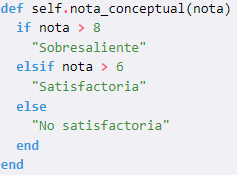 def self.nota_conceptual(nota)
  if nota > 8
    "Sobresaliente"
  elsif nota > 6
    "Satisfactoria"
  else
    "No satisfactoria"
  end
end